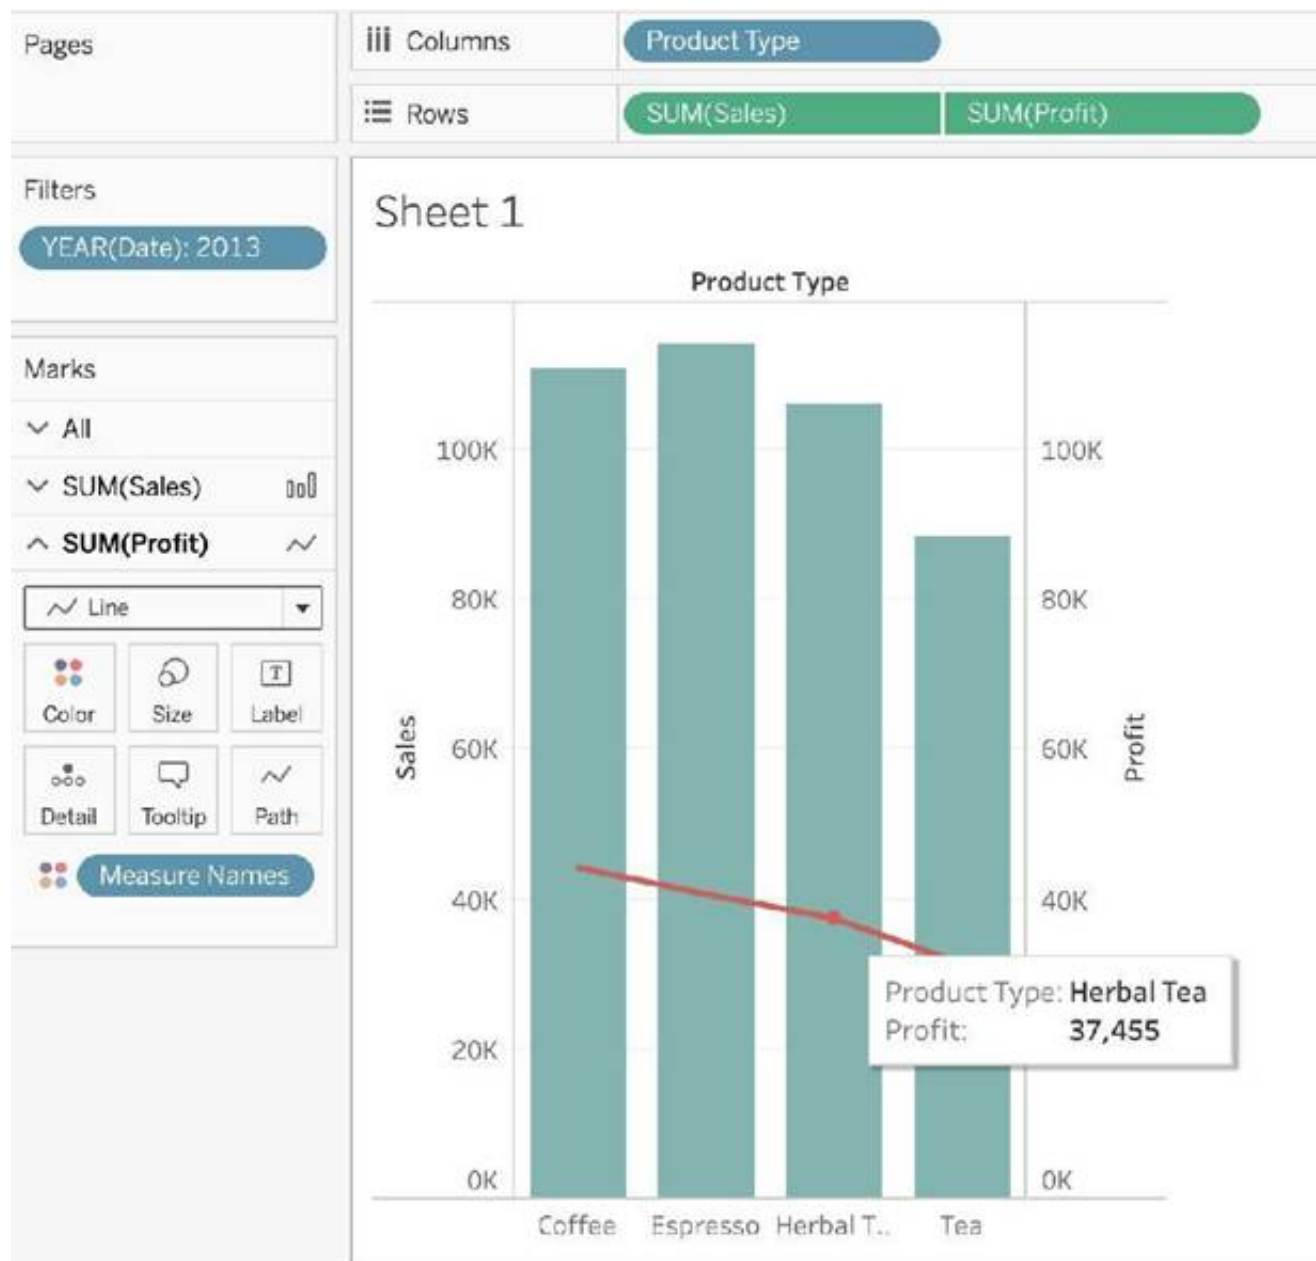 Pages
Columns
Product Type
Rows
SUM(Sales)
SUM(Profit)
Filters
YEAR(Date): 2013
Marks
All
SUM(Sales)
SUM(Profit)
Line
Color
Size
Label
Detail
Tooltip
Path
Measure Names
Sheet 1
Product Type
Sales
100K
80K
60K
40K
20K
0K
Profit
100K
80K
60K
40K
0K
Product Type: Herbal Tea
Profit: 37,455
Coffee
Espresso
Herbal T..
Tea